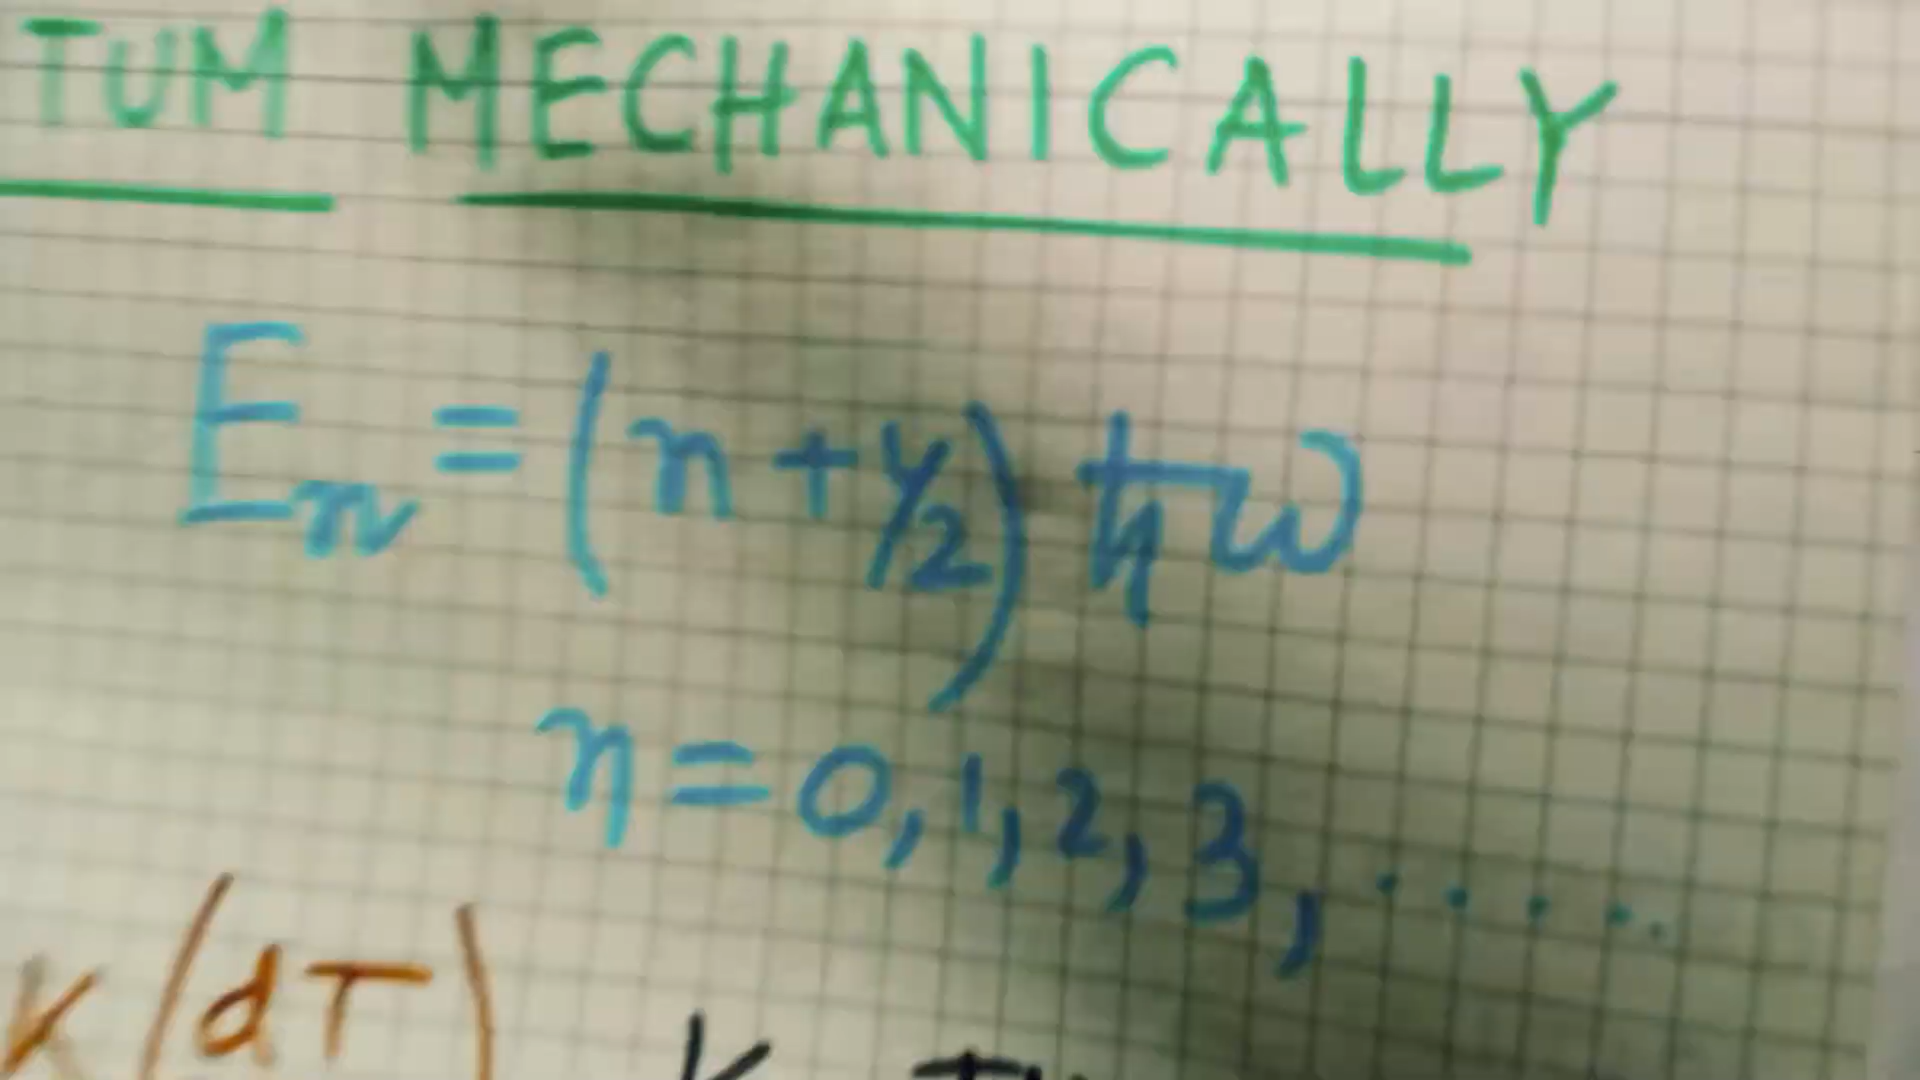 TUM MECHANICALLY
Eₙ = (n + 1/2) ħω
n = 0, 1, 2, 3, .....
K (dT)
K